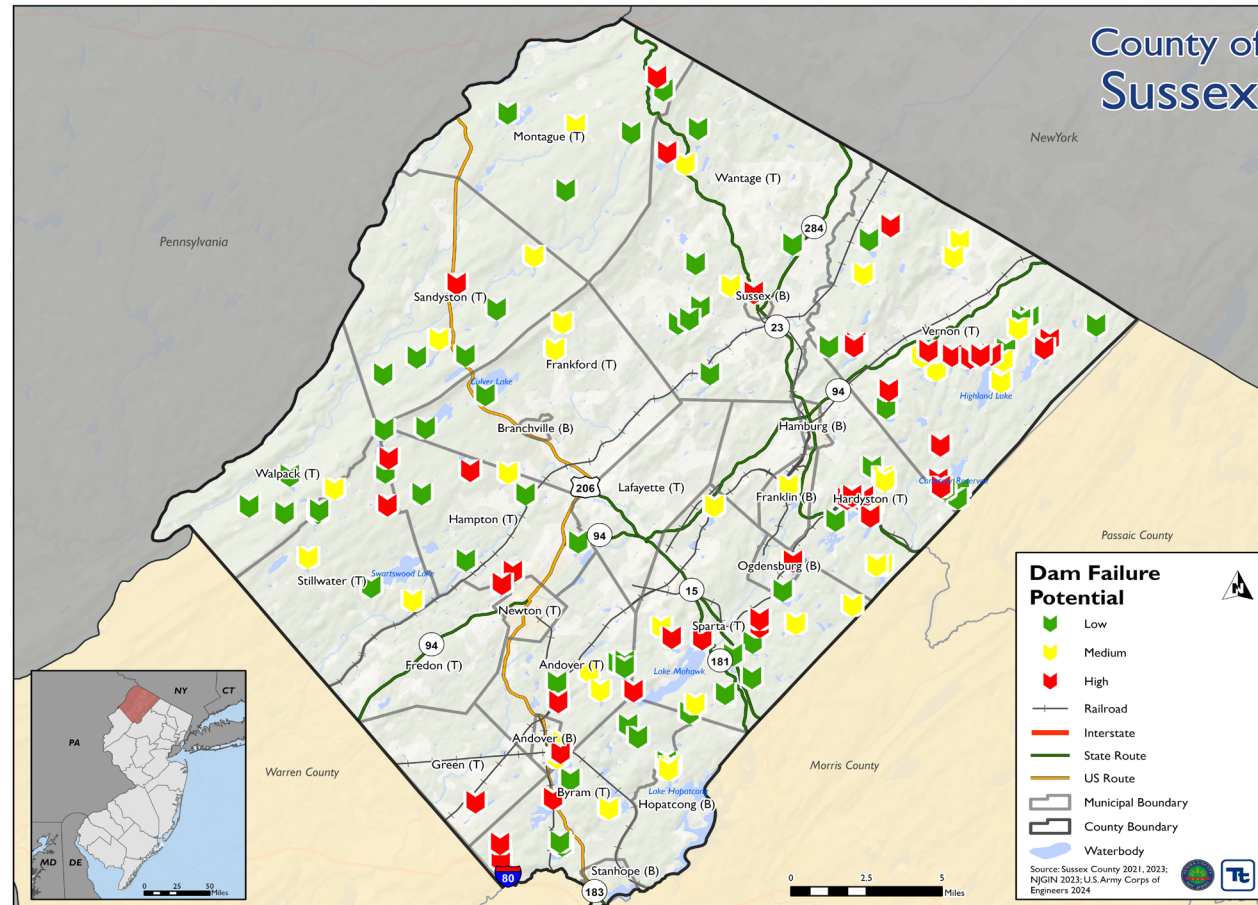 County of
Sussex
NewYork
Pennsylvania
Montague (T)
Wantage (T)
284
Sandyston (T)
Sussex (B)
23
Vernon (T)
Frankford (T)
Culver Lake
94
Highland Lake
Branchville (B)
Hamburg (B)
Walpack (T)
206
Lafayette (T)
Franklin (B)
Hardyston (T)
Hampton (T)
94
Passaic County
Stillwater (T)
Swartswood Lake
Ogdensburg (B)
15
Newton (T)
Sparta (T)
94
Fredon (T)
Andover (T)
Lake Mohawk
181
Andover (B)
Green (T)
Warren County
Morris County
Byram (T)
Lake Hopatcong
Hopatcong (B)
Stanhope (B)
80
183
0
5
Miles
Dam Failure
Potential
N
Low
Medium
High
Railroad
Interstate
State Route
US Route
Municipal Boundary
County Boundary
Waterbody
Source: Sussex County 2021, 2023;
NJGIN 2023; U.S. Army Corps of
Engineers 2024
Tt
NY
CT
PA
MD
DE
0
50
Miles